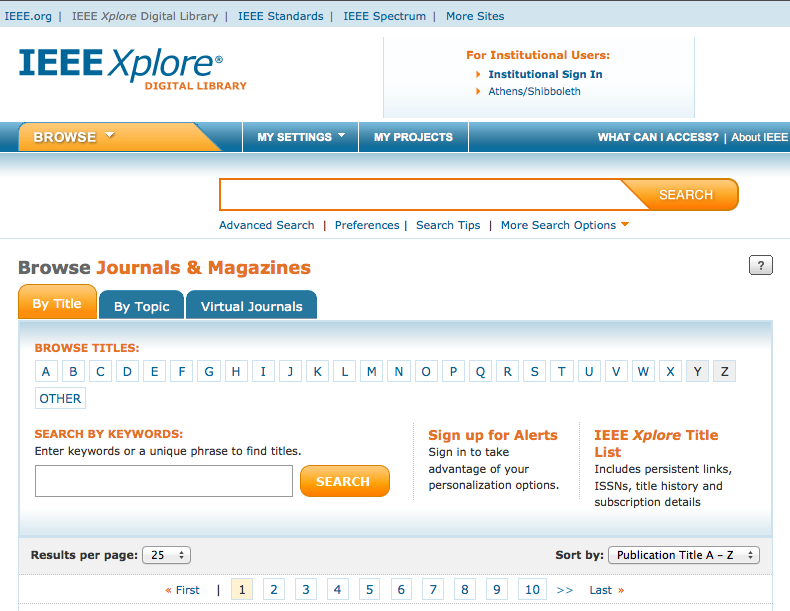 IEEE.org | IEEE Xplore Digital Library | IEEE Standards | IEEE Spectrum | More Sites
IEEE Xplore®
DIGITAL LIBRARY
For Institutional Users:
Institutional Sign In
Athens/Shibboleth
BROWSE MY SETTINGS MY PROJECTS WHAT CAN I ACCESS? | About IEEE
SEARCH
Advanced Search | Preferences | Search Tips | More Search Options
Browse Journals & Magazines ?
By Title By Topic Virtual Journals
BROWSE TITLES:
A B C D E F G H I J K L M N O P Q R S T U V W X Y Z
OTHER
SEARCH BY KEYWORDS:
Enter keywords or a unique phrase to find titles.
SEARCH
Sign up for Alerts
Sign in to take
advantage of your
personalization options.
IEEE Xplore Title
List
Includes persistent links,
ISSNs, title history and
subscription details
Results per page: 25 Sort by: Publication Title A – Z
« First | 1 2 3 4 5 6 7 8 9 10 >> Last »